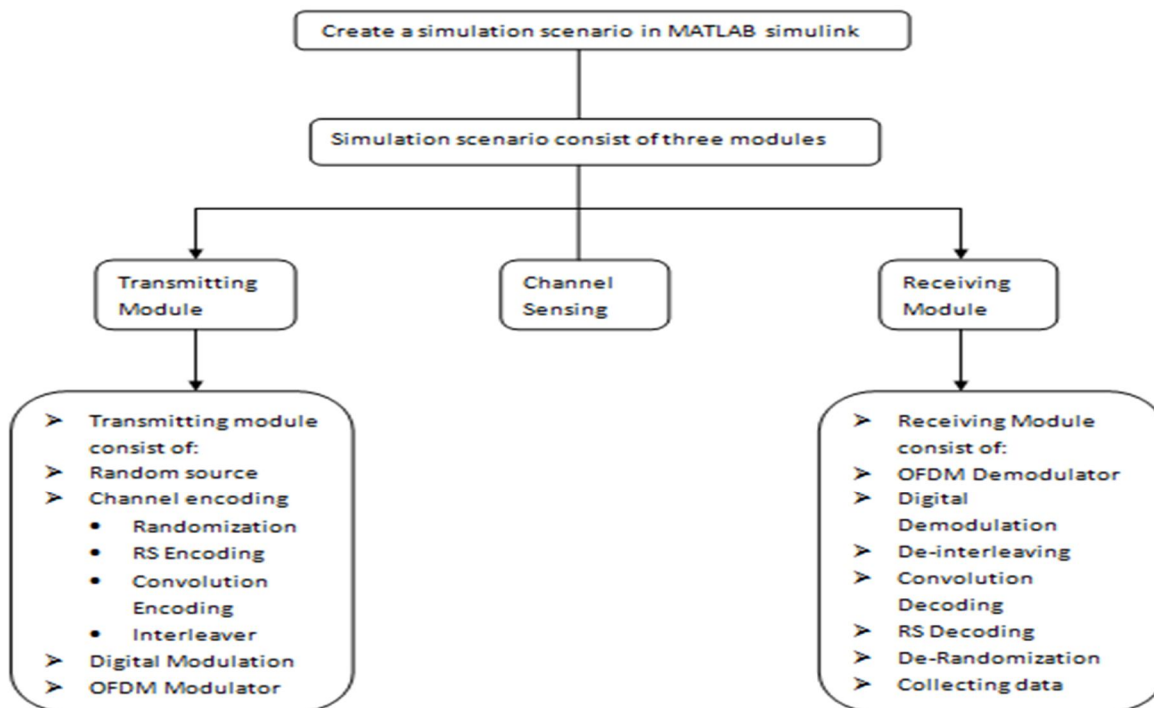 Create a simulation scenario in MATLAB simulink
Simulation scenario consist of three modules
Transmitting
Module
Channel
Sensing
Receiving
Module
➢ Transmitting module
consist of:
➢ Random source
➢ Channel encoding
• Randomization
• RS Encoding
• Convolution
Encoding
• Interleaver
➢ Digital Modulation
➢ OFDM Modulator
➢ Receiving Module
consist of:
➢ OFDM Demodulator
➢ Digital
Demodulation
➢ De-interleaving
➢ Convolution
Decoding
➢ RS Decoding
➢ De-Randomization
➢ Collecting data